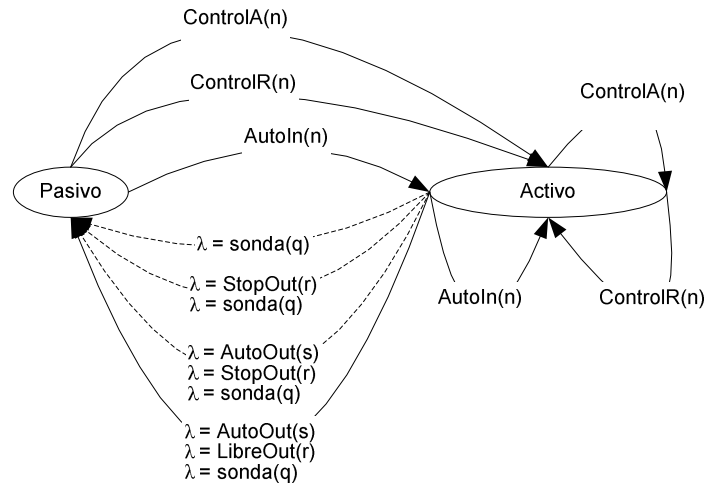 ControlA(n)
ControlR(n)
ControlA(n)
AutoIn(n)
Pasivo
Activo
λ = sonda(q)
λ = StopOut(r)
λ = sonda(q)
AutoIn(n)
ControlR(n)
λ = AutoOut(s)
λ = StopOut(r)
λ = sonda(q)
λ = AutoOut(s)
λ = LibreOut(r)
λ = sonda(q)